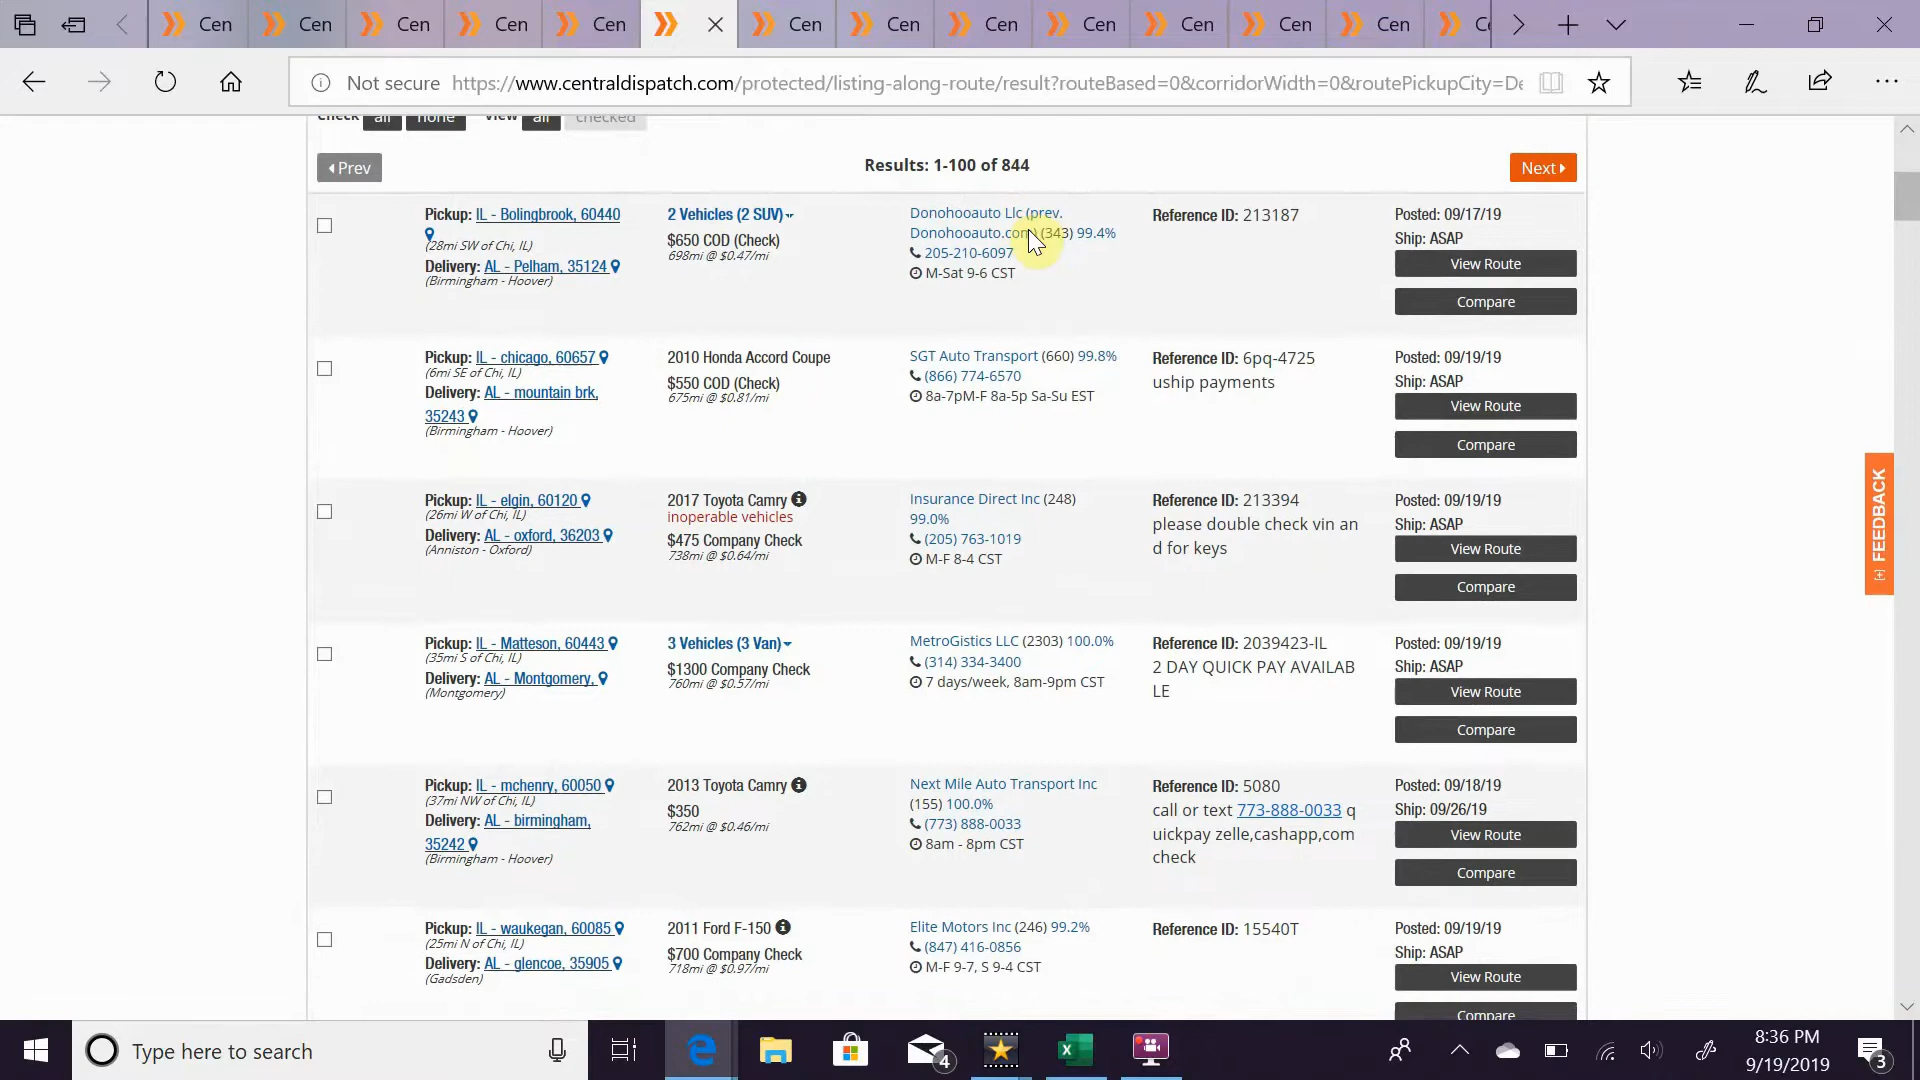 Cen Cen Cen Cen Cen Cen Cen Cen Cen Cen Cen Cen
Not secure https://www.centraldispatch.com/protected/listing-along-route/result?routeBased=0&corridorWidth=0&routePickupCity=De
Check all none View all checked
Prev
Results: 1-100 of 844
Next
Pickup: IL - Bolingbrook, 60440
(28mi SW of Chi, IL)
Delivery: AL - Pelham, 35124
(Birmingham - Hoover)
2 Vehicles (2 SUV)
$650 COD (Check)
698mi @ $0.47/mi
Donohooauto Llc (prev.
Donohooauto.com) (343) 99.4%
205-210-6097
M-Sat 9-6 CST
Reference ID: 213187
Posted: 09/17/19
Ship: ASAP
View Route
Compare
Pickup: IL - chicago, 60657
(6mi SE of Chi, IL)
Delivery: AL - mountain brk,
35243
(Birmingham - Hoover)
2010 Honda Accord Coupe
$550 COD (Check)
675mi @ $0.81/mi
SGT Auto Transport (660) 99.8%
(866) 774-6570
8a-7pM-F 8a-5p Sa-Su EST
Reference ID: 6pq-4725
uship payments
Posted: 09/19/19
Ship: ASAP
View Route
Compare
Pickup: IL - elgin, 60120
(26mi W of Chi, IL)
Delivery: AL - oxford, 36203
(Anniston - Oxford)
2017 Toyota Camry
inoperable vehicles
$475 Company Check
738mi @ $0.64/mi
Insurance Direct Inc (248)
99.0%
(205) 763-1019
M-F 8-4 CST
Reference ID: 213394
please double check vin an
d for keys
Posted: 09/19/19
Ship: ASAP
View Route
Compare
Pickup: IL - Matteson, 60443
(35mi S of Chi, IL)
Delivery: AL - Montgomery,
(Montgomery)
3 Vehicles (3 Van)
$1300 Company Check
760mi @ $0.57/mi
MetroGistics LLC (2303) 100.0%
(314) 334-3400
7 days/week, 8am-9pm CST
Reference ID: 2039423-IL
2 DAY QUICK PAY AVAILAB
LE
Posted: 09/19/19
Ship: ASAP
View Route
Compare
Pickup: IL - mchenry, 60050
(37mi NW of Chi, IL)
Delivery: AL - birmingham,
35242
(Birmingham - Hoover)
2013 Toyota Camry
$350
762mi @ $0.46/mi
Next Mile Auto Transport Inc
(155) 100.0%
(773) 888-0033
8am - 8pm CST
Reference ID: 5080
call or text 773-888-0033 q
uickpay zelle,cashapp,com
check
Posted: 09/18/19
Ship: 09/26/19
View Route
Compare
Pickup: IL - waukegan, 60085
(25mi N of Chi, IL)
Delivery: AL - glencoe, 35905
(Gadsden)
2011 Ford F-150
$700 Company Check
718mi @ $0.97/mi
Elite Motors Inc (246) 99.2%
(847) 416-0856
M-F 9-7, S 9-4 CST
Reference ID: 15540T
Posted: 09/19/19
Ship: ASAP
View Route
Compare
[+] FEEDBACK
Type here to search
4
8:36 PM
9/19/2019
3